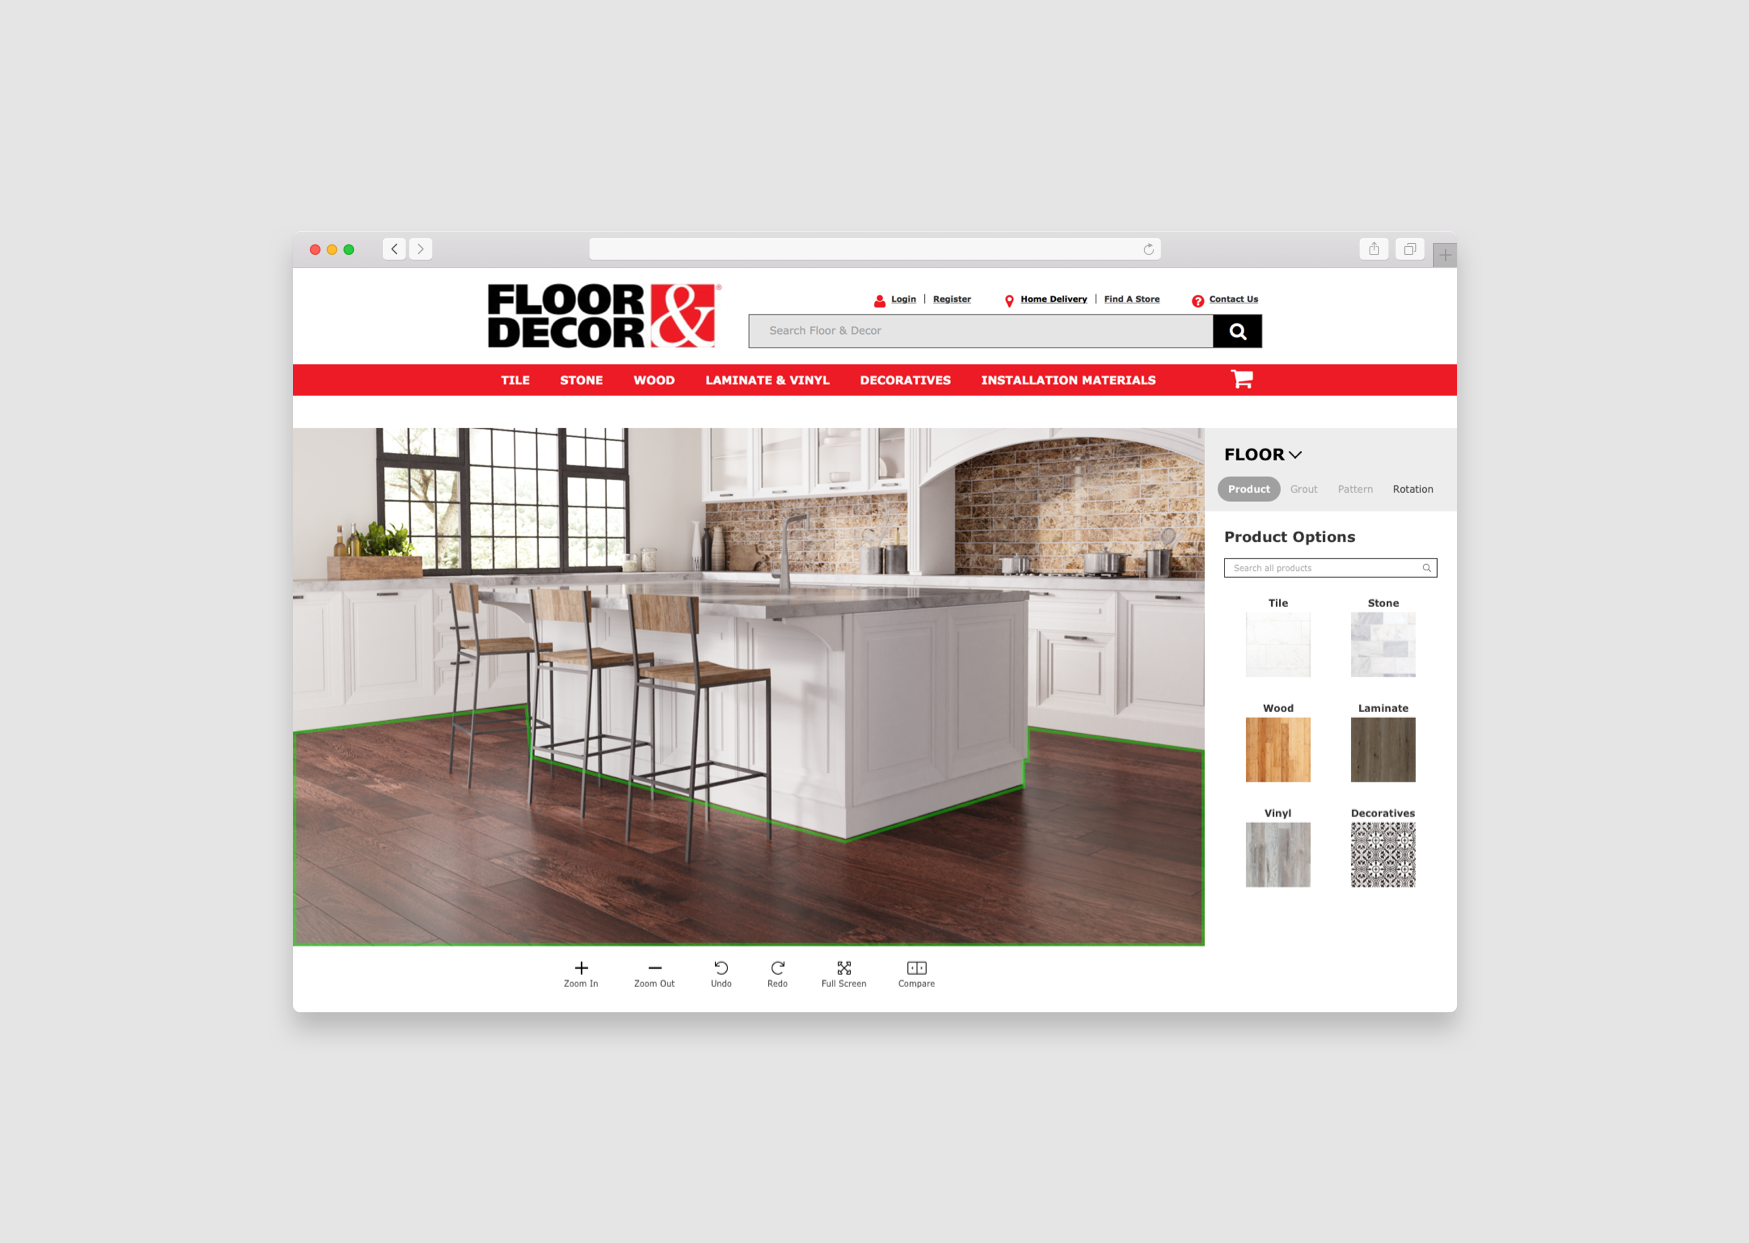 FLOOR &
DECOR
Login | Register
Home Delivery | Find A Store
Contact Us
Search Floor & Decor
TILE STONE WOOD LAMINATE & VINYL DECORATIVES INSTALLATION MATERIALS
FLOOR
Product Grout Pattern Rotation
Product Options
Search all products
Tile Stone
Wood Laminate
Vinyl Decoratives
Zoom In Zoom Out Undo Redo Full Screen Compare